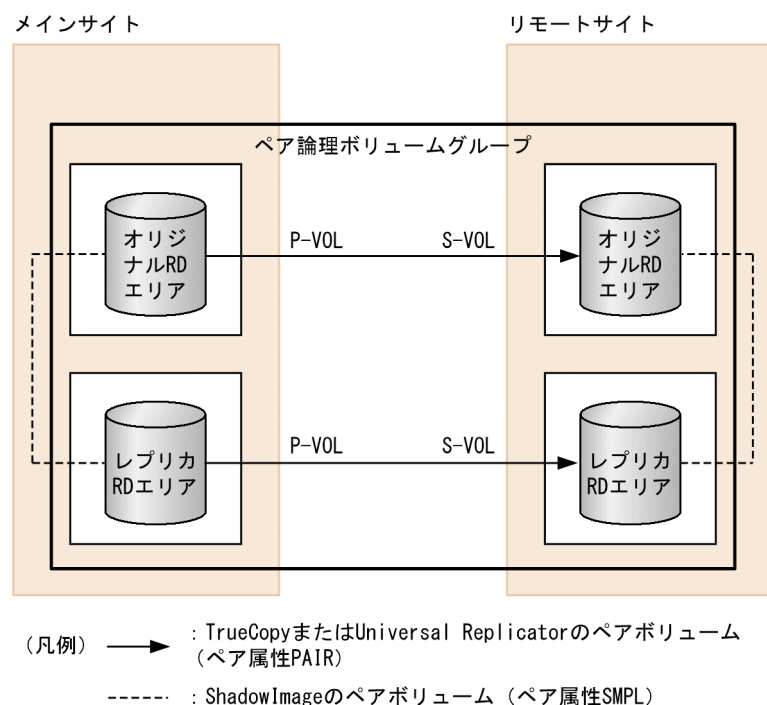 メインサイト
リモートサイト
ペア論理ボリュームグループ
オリジ
ナルRD
エリア
P-VOL
S-VOL
オリジ
ナルRD
エリア
レプリカ
RDエリア
P-VOL
S-VOL
レプリカ
RDエリア
（凡例）
：TrueCopyまたはUniversal Replicatorのペアボリューム
（ペア属性PAIR）
：ShadowImageのペアボリューム（ペア属性SMPL）